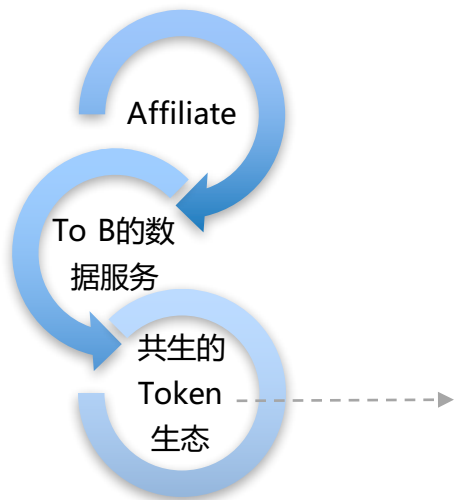 Affiliate
To B的数
据服务
共生的
Token
生态